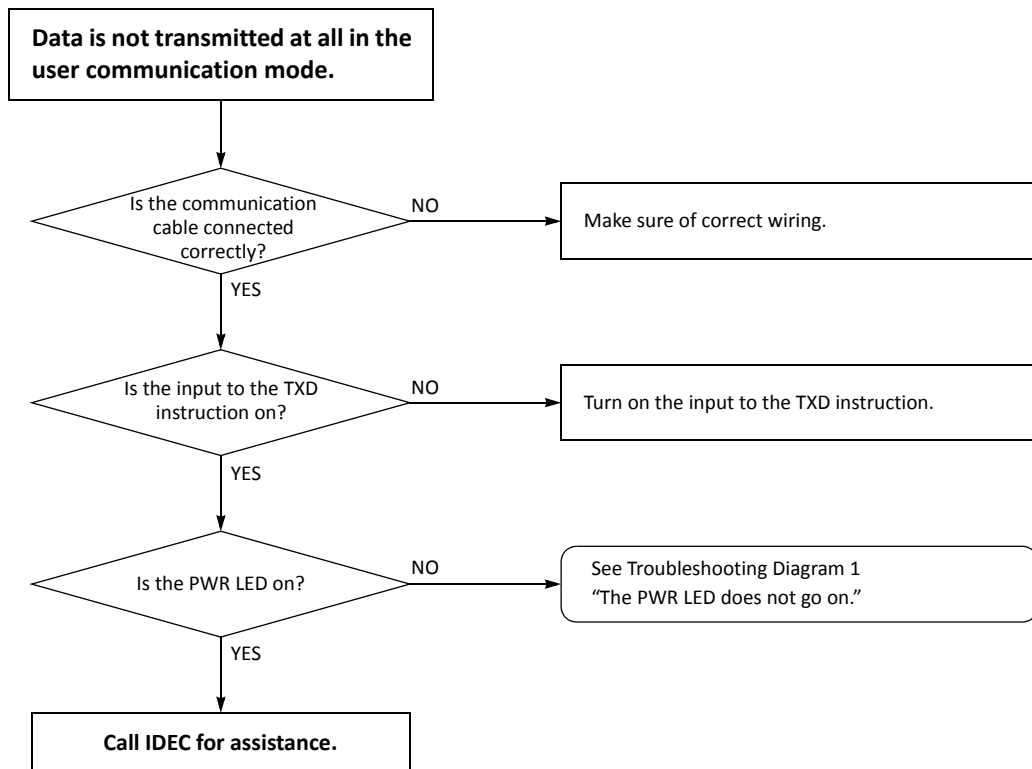 Data is not transmitted at all in the
user communication mode.
Is the communication
cable connected
correctly?
NO
Make sure of correct wiring.
YES
Is the input to the TXD
instruction on?
NO
Turn on the input to the TXD instruction.
YES
Is the PWR LED on?
NO
See Troubleshooting Diagram 1
“The PWR LED does not go on.”
YES
Call IDEC for assistance.